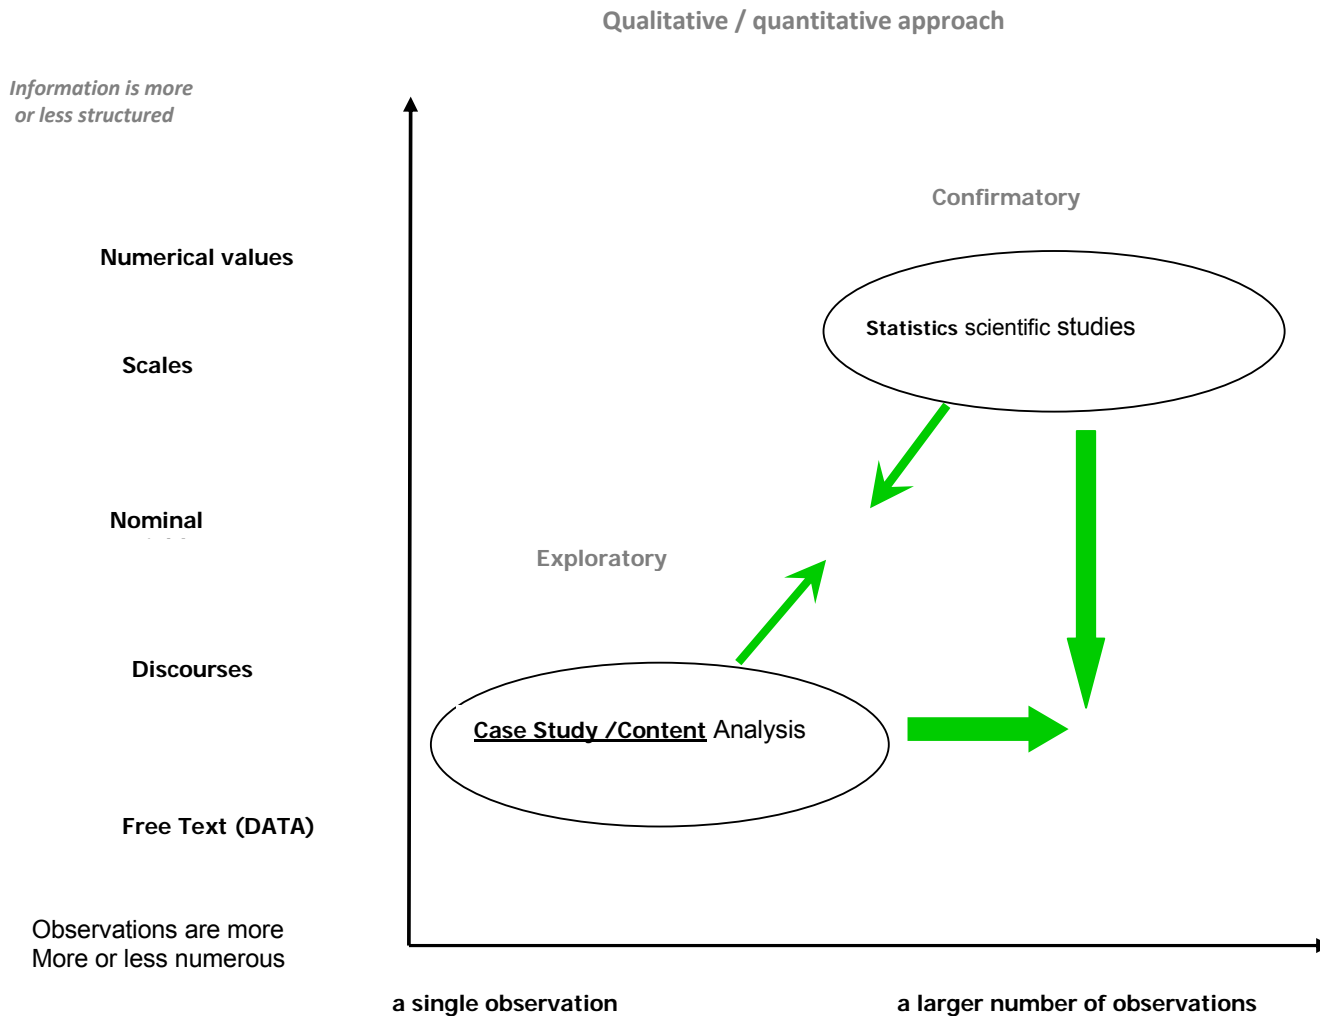 Qualitative / quantitative approach
Information is more
or less structured
Confirmatory
Numerical values
Statistics scientific studies
Scales
Nominal
Exploratory
Discourses
Case Study /Content Analysis
Free Text (DATA)
Observations are more
More or less numerous
a single observation
a larger number of observations